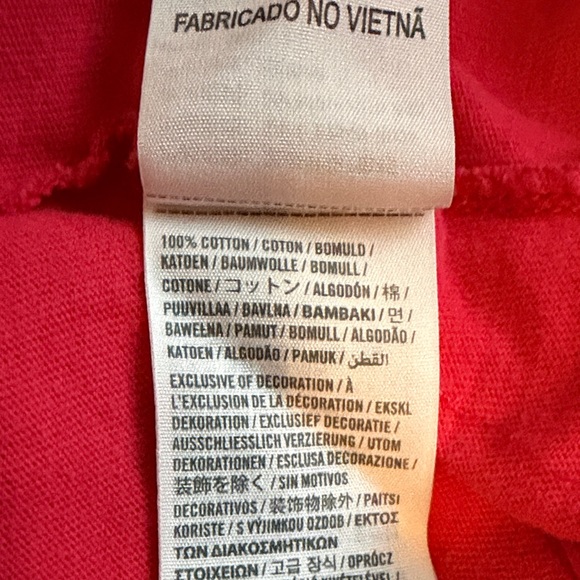 FABRICADO NO VIETNÃ
100% COTTON / COTON / BOMULD /
KATOEN / BAUMWOLLE / BOMULL /
COTONE / コットン / ALGODÓN / 棉 /
PUUVILLAA / BAVLNA / BAMBAKI / 면 /
BAWEŁNA / PAMUT / BOMULL / ALGODÃO /
KATOEN / ALGODÃO / PAMUK / القطن
EXCLUSIVE OF DECORATION / À
L'EXCLUSION DE LA DÉCORATION / EKSKL
DEKORATION / EXCLUSIEF DECORATIE /
AUSSCHLIESSLICH VERZIERUNG / UTOM
DEKORATIONEN / ESCLUSA DECORAZIONE /
装飾を除く / SIN MOTIVOS
DECORATIVOS / 装饰物除外 / PAITSI
KORISTE / S VÝJIMKOU OZDOB / ΕΚΤΟΣ
ΤΩΝ ΔΙΑΚΟΣΜΗΤΙΚΩΝ
ΣΤΟΙΧΕΙΩΝ / 고급 장식 / OPRÓCZ